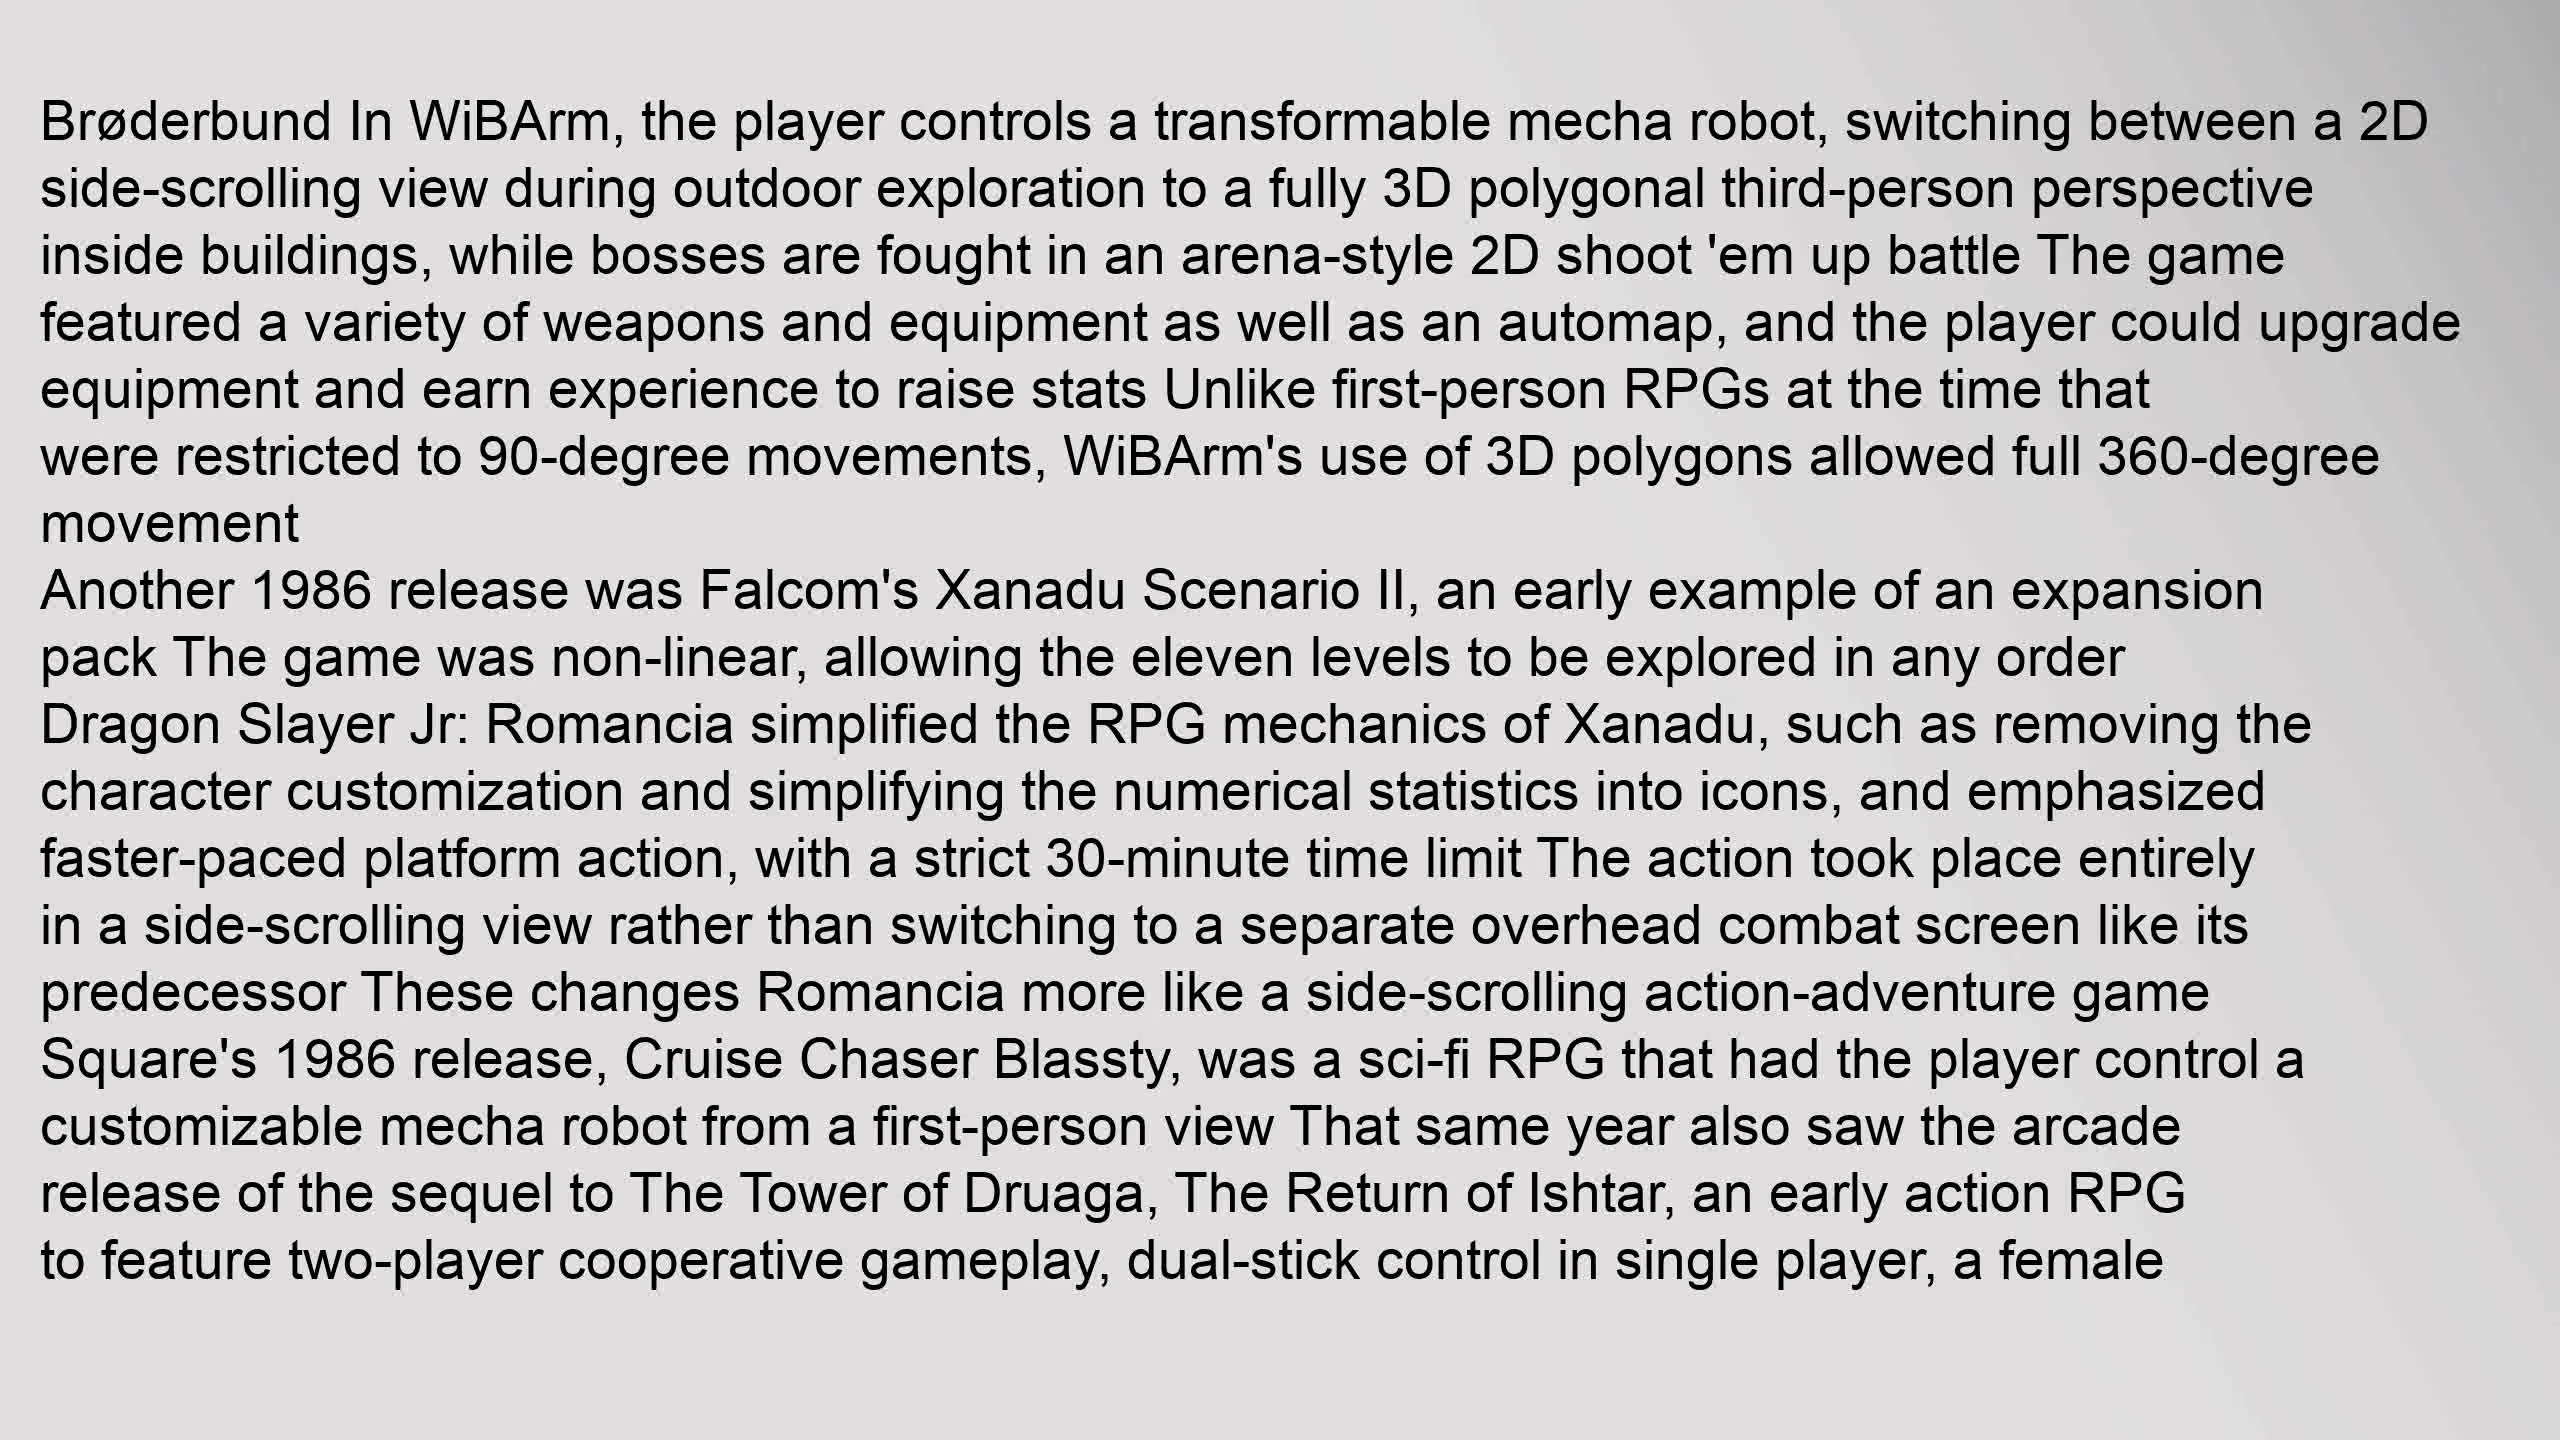 Brøderbund In WiBArm, the player controls a transformable mecha robot, switching between a 2D
side-scrolling view during outdoor exploration to a fully 3D polygonal third-person perspective
inside buildings, while bosses are fought in an arena-style 2D shoot 'em up battle The game
featured a variety of weapons and equipment as well as an automap, and the player could upgrade
equipment and earn experience to raise stats Unlike first-person RPGs at the time that
were restricted to 90-degree movements, WiBArm's use of 3D polygons allowed full 360-degree
movement
Another 1986 release was Falcom's Xanadu Scenario II, an early example of an expansion
pack The game was non-linear, allowing the eleven levels to be explored in any order
Dragon Slayer Jr: Romancia simplified the RPG mechanics of Xanadu, such as removing the
character customization and simplifying the numerical statistics into icons, and emphasized
faster-paced platform action, with a strict 30-minute time limit The action took place entirely
in a side-scrolling view rather than switching to a separate overhead combat screen like its
predecessor These changes Romancia more like a side-scrolling action-adventure game
Square's 1986 release, Cruise Chaser Blassty, was a sci-fi RPG that had the player control a
customizable mecha robot from a first-person view That same year also saw the arcade
release of the sequel to The Tower of Druaga, The Return of Ishtar, an early action RPG
to feature two-player cooperative gameplay, dual-stick control in single player, a female